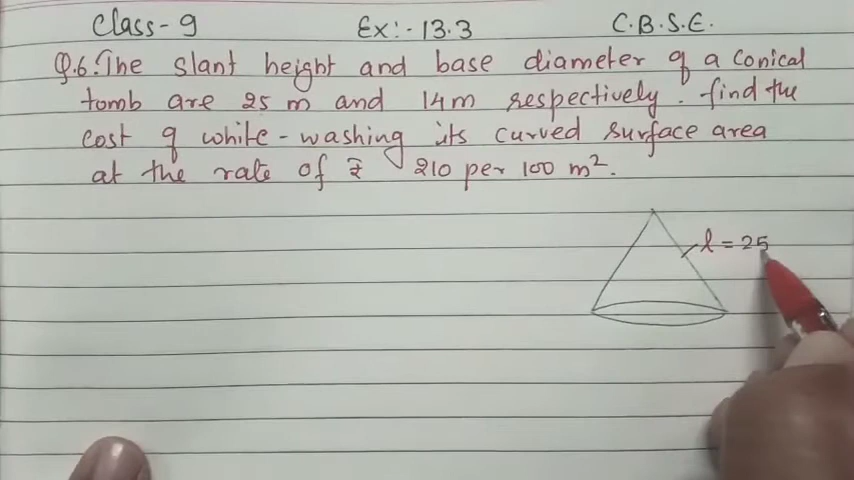 Class-9 Ex:-13.3 C.B.S.E.
Q.6. The slant height and base diameter of a conical
tomb are 25 m and 14m respectively. find the
cost of white-washing its curved surface area
at the rate of ₹ 210 per 100 m².
l = 25